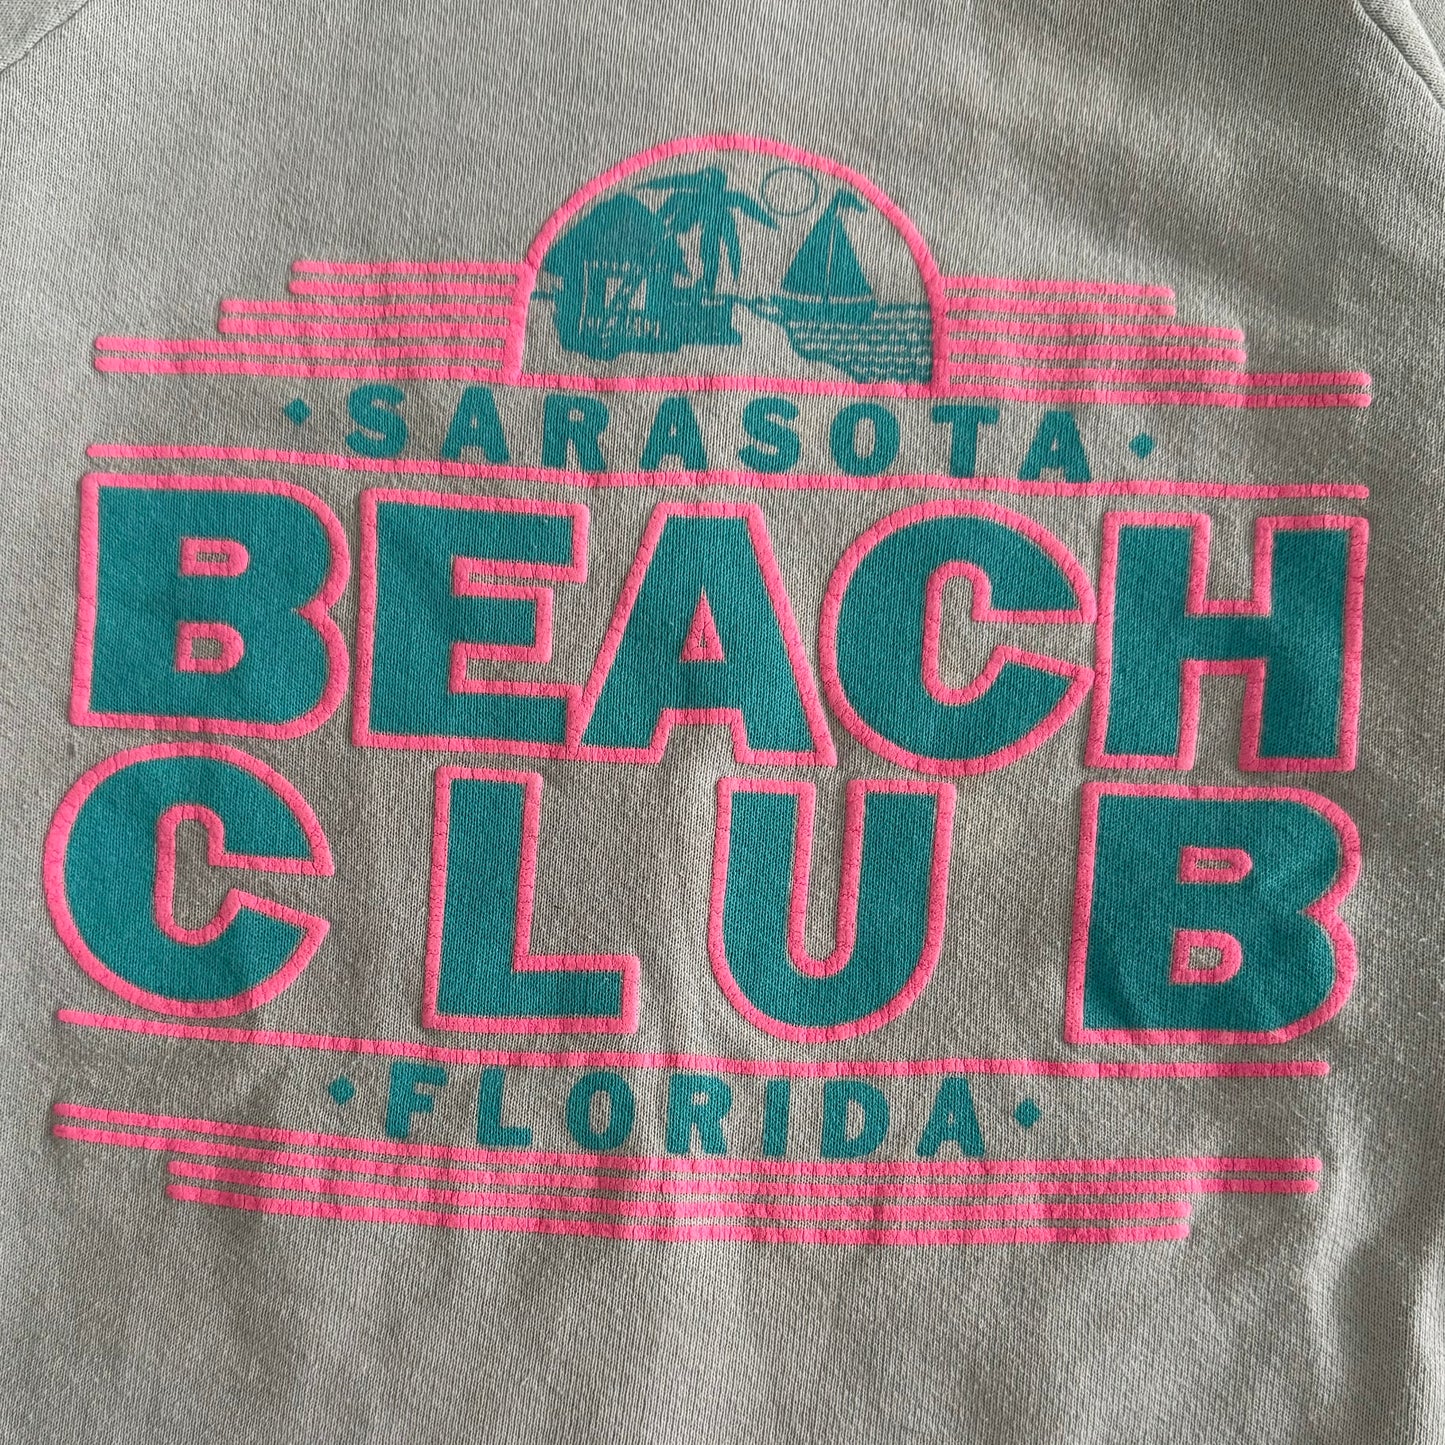 • SARASOTA •
BEACH
CLUB
• FLORIDA •